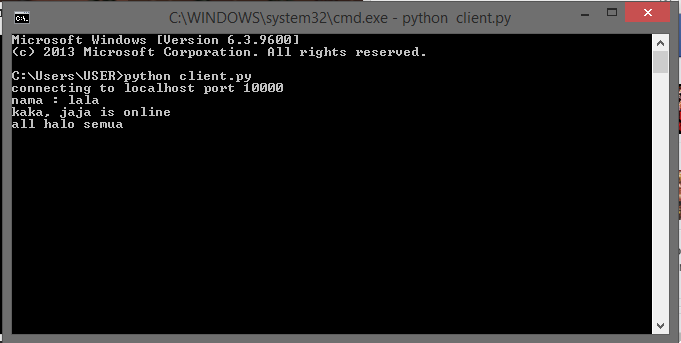 C:\WINDOWS\system32\cmd.exe - python client.py
Microsoft Windows [Version 6.3.9600]
(c) 2013 Microsoft Corporation. All rights reserved.
C:\Users\USER>python client.py
connecting to localhost port 10000
nama : lala
kaka, jaja is online
all halo semua